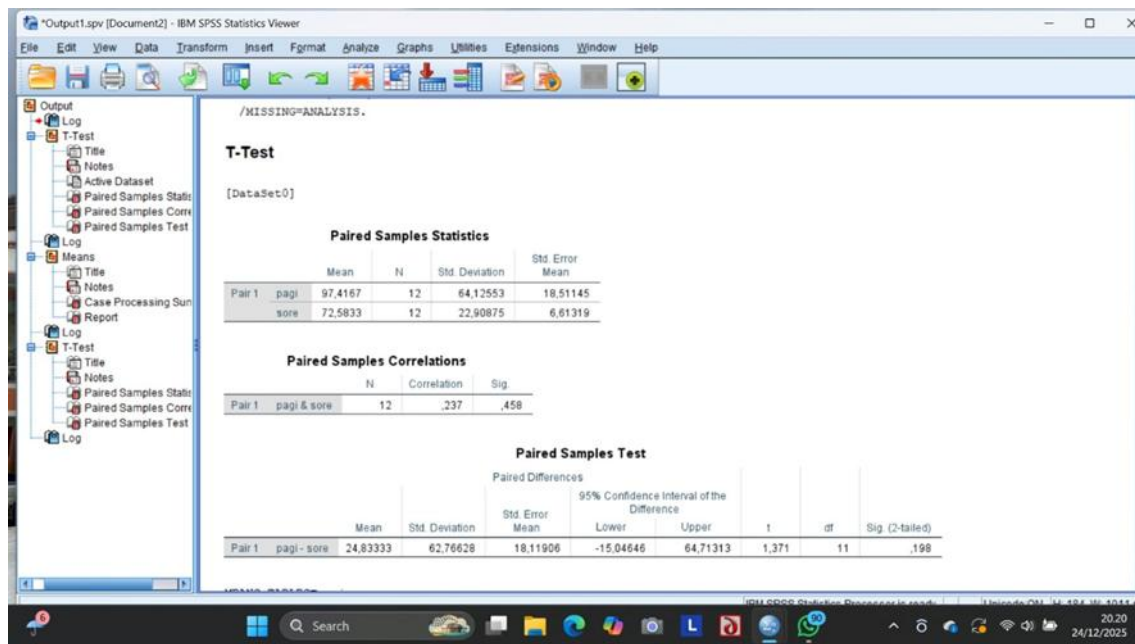 *Output1.spv [Document2] - IBM SPSS Statistics Viewer
File Edit View Data Transform Insert Format Analyze Graphs Utilities Extensions Window Help
Output
Log
T-Test
Title
Notes
Active Dataset
Paired Samples Statis
Paired Samples Corre
Paired Samples Test
Log
Means
Title
Notes
Case Processing Sun
Report
Log
T-Test
Title
Notes
Paired Samples Statis
Paired Samples Corre
Paired Samples Test
Log
/MISSING=ANALYSIS.
T-Test
[DataSet0]
Paired Samples Statistics
Mean N Std. Deviation Std. Error Mean
Pair 1 pagi 97,4167 12 64,12553 18,51145
sore 72,5833 12 22,90875 6,61319
Paired Samples Correlations
N Correlation Sig.
Pair 1 pagi & sore 12 ,237 ,458
Paired Samples Test
Paired Differences
95% Confidence Interval of the Difference
Mean Std. Deviation Std. Error Mean Lower Upper t df Sig. (2-tailed)
Pair 1 pagi - sore 24,83333 62,76628 18,11906 -15,04646 64,71313 1,371 11 ,198
IBM SPSS Statistics Processor is ready Unicode:ON
6
Search
90
20.20
24/12/2025